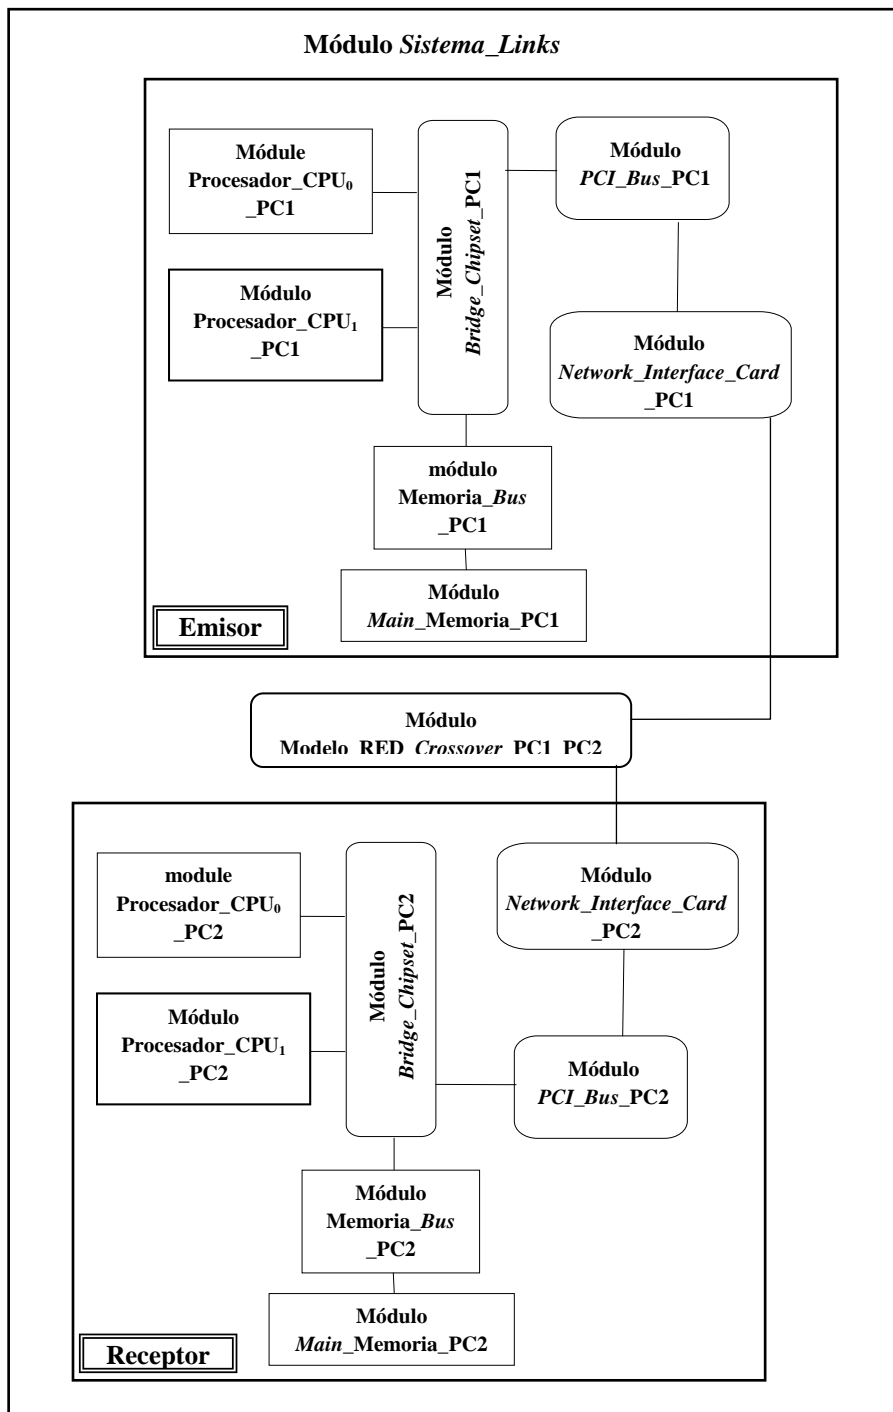 Módulo Sistema_Links
Módule
Procesador_CPU₀
_PC1
Módulo
Bridge_Chipset_PC1
Módulo
PCI_Bus_PC1
Módulo
Procesador_CPU₁
_PC1
Módulo
Network_Interface_Card
_PC1
módulo
Memoria_Bus
_PC1
Módulo
Main_Memoria_PC1
Emisor
Módulo
Modelo_RED_Crossover_PC1_PC2
module
Procesador_CPU₀
_PC2
Módulo
Bridge_Chipset_PC2
Módulo
Network_Interface_Card
_PC2
Módulo
Procesador_CPU₁
_PC2
Módulo
PCI_Bus_PC2
Módulo
Memoria_Bus
_PC2
Módulo
Main_Memoria_PC2
Receptor